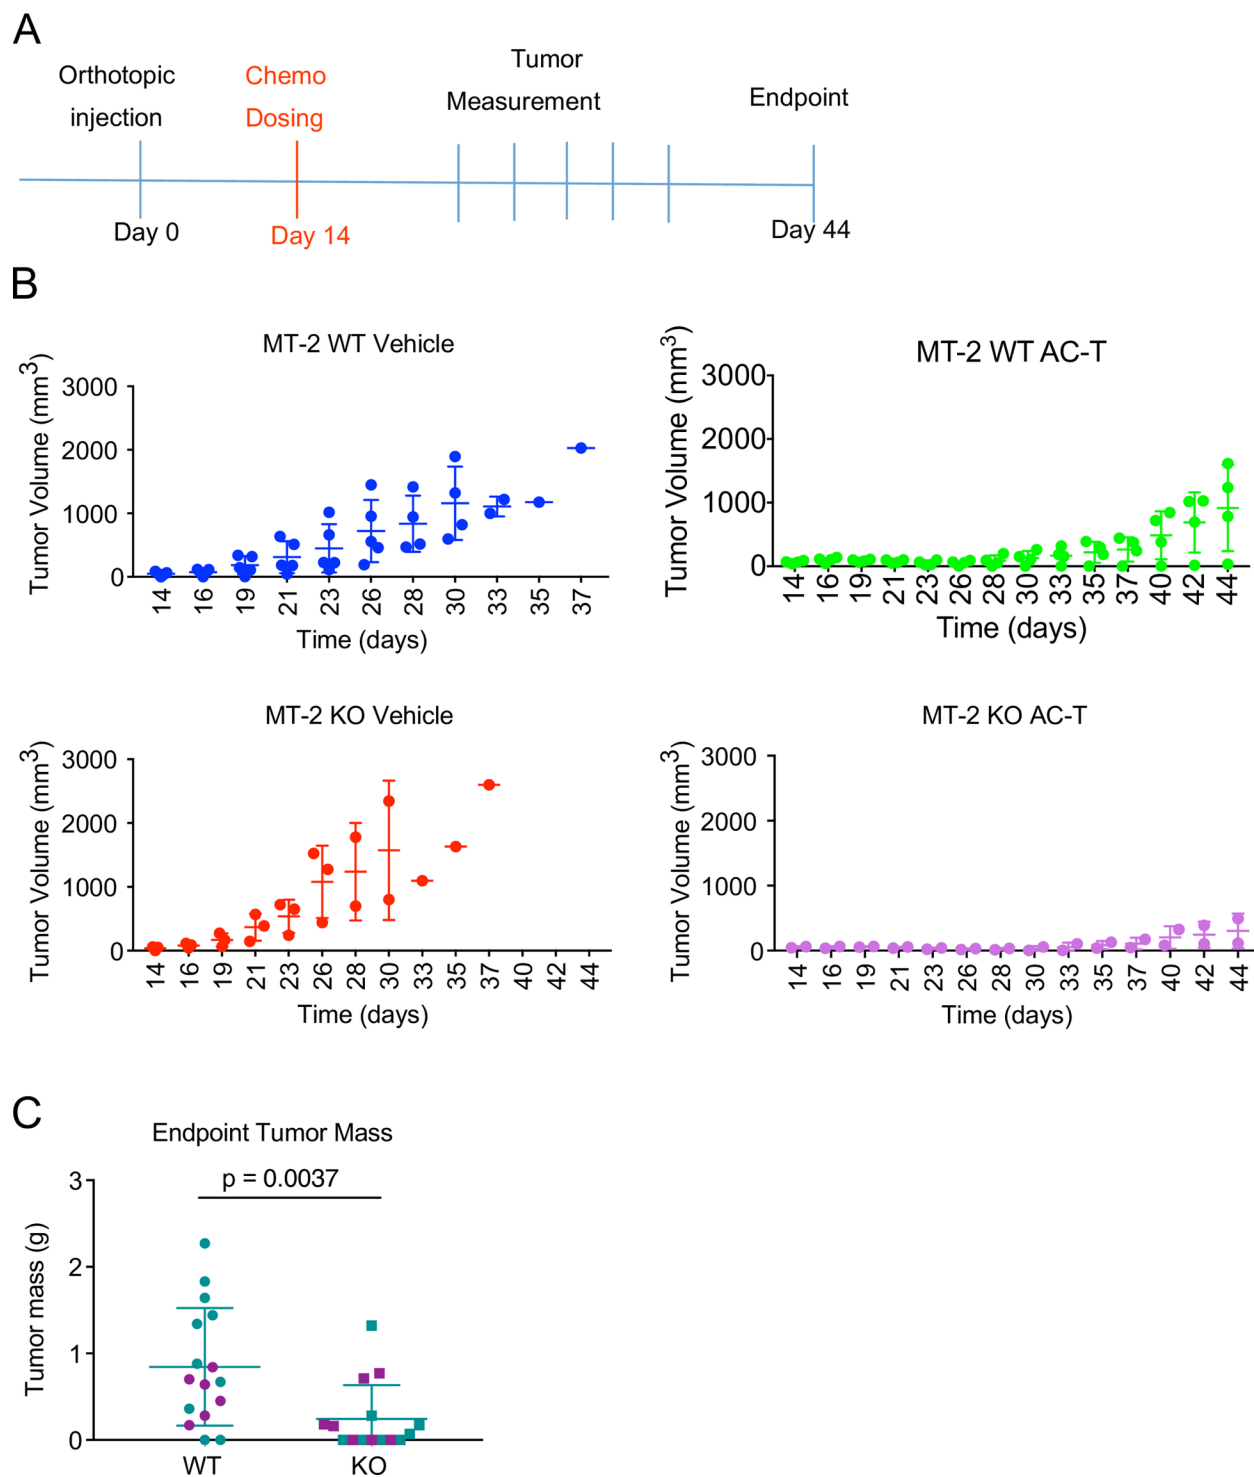 A
Orthotopic
injection
Chemo
Dosing
Tumor
Measurement
Endpoint
Day 0
Day 14
Day 44
B
MT-2 WT Vehicle
Tumor Volume (mm3)
3000
2000
1000
0
14 16 19 21 23 26 28 30 33 35 37
Time (days)
MT-2 WT AC-T
Tumor Volume (mm3)
3000
2000
1000
0
14 16 19 21 23 26 28 30 33 35 37 40 42 44
Time (days)
MT-2 KO Vehicle
Tumor Volume (mm3)
3000
2000
1000
0
14 16 19 21 23 26 28 30 33 35 37 40 42 44
Time (days)
MT-2 KO AC-T
Tumor Volume (mm3)
3000
2000
1000
0
14 16 19 21 23 26 28 30 33 35 37 40 42 44
Time (days)
C
Endpoint Tumor Mass
p = 0.0037
Tumor mass (g)
3
2
1
0
WT KO